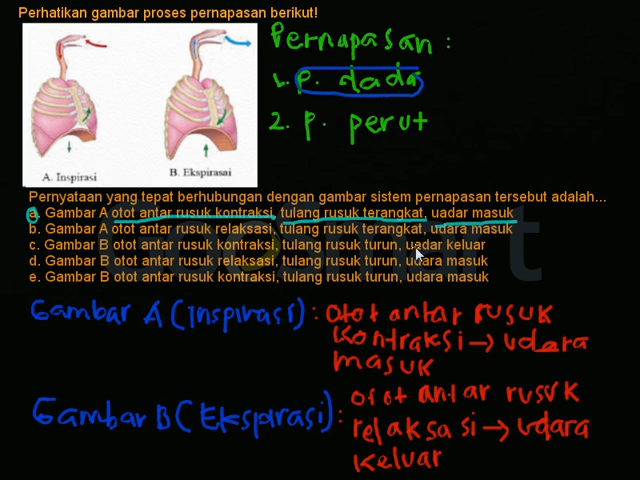 Perhatikan gambar proses pernapasan berikut!
Pernapasan :
1. P. dada
2. P. perut
A. Inspirasi
B. Ekspirasai
Pernyataan yang tepat berhubungan dengan gambar sistem pernapasan tersebut adalah...
a. Gambar A otot antar rusuk kontraksi, tulang rusuk terangkat, uadar masuk
b. Gambar A otot antar rusuk relaksasi, tulang rusuk terangkat, udara masuk
c. Gambar B otot antar rusuk kontraksi, tulang rusuk turun, uadar keluar
d. Gambar B otot antar rusuk relaksasi, tulang rusuk turun, udara masuk
e. Gambar B otot antar rusuk kontraksi, tulang rusuk turun, udara masuk
Gambar A (Inspirasi) : otot antar rusuk
kontraksi → udara
masuk
Gambar B (Ekspirasi) : otot antar rusuk
relaksasi → udara
keluar